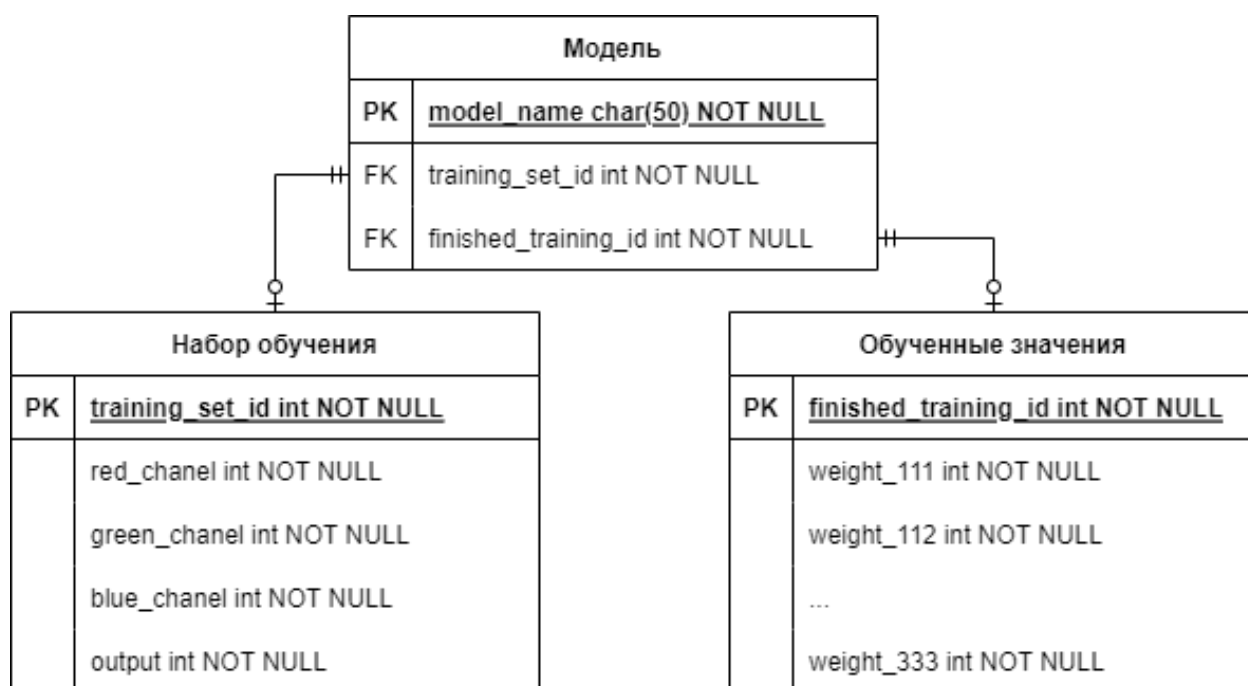 Модель
PK model_name char(50) NOT NULL
FK training_set_id int NOT NULL
FK finished_training_id int NOT NULL
Набор обучения
PK training_set_id int NOT NULL
red_chanel int NOT NULL
green_chanel int NOT NULL
blue_chanel int NOT NULL
output int NOT NULL
Обученные значения
PK finished_training_id int NOT NULL
weight_111 int NOT NULL
weight_112 int NOT NULL
...
weight_333 int NOT NULL